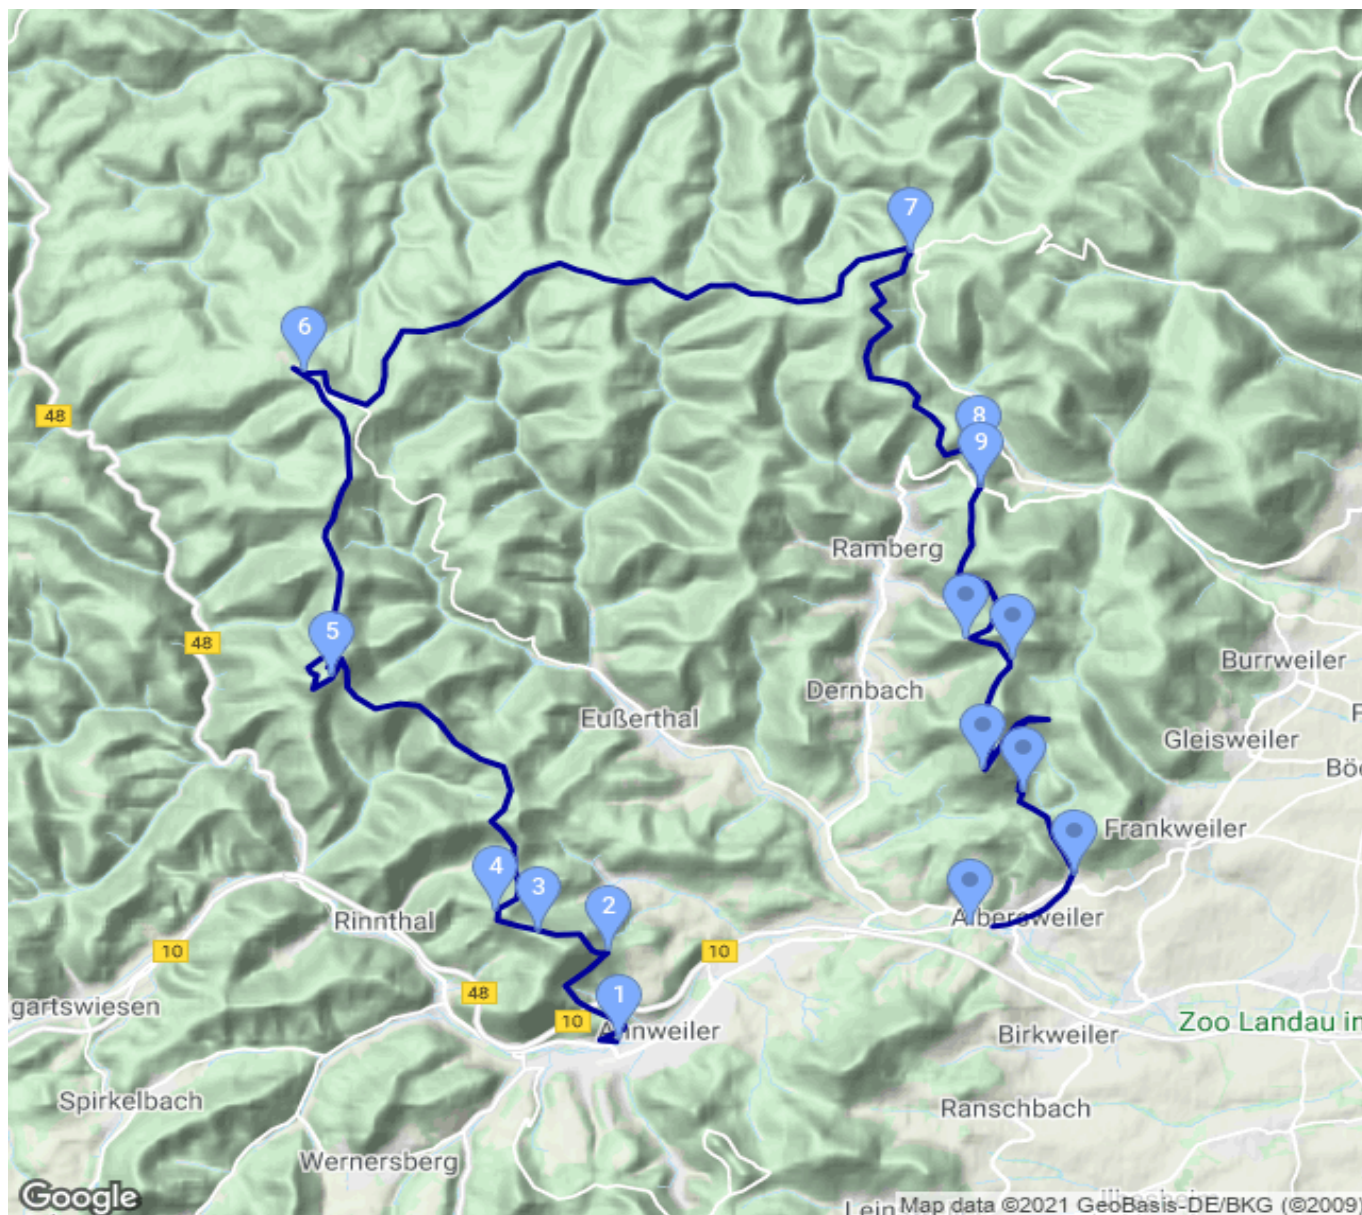 7
6
48
8
9
Ramberg
5
48
Burrweiler
Dernbach
Eußerthal
Gleisweiler
Frankweiler
4
3
2
Rinnthal
Albersweiler
10
10
gartswiesen
48
1
10
Annweiler
Zoo Landau in
Birkweiler
Spirkelbach
Ranschbach
Wernersberg
Google
Map data ©2021 GeoBasis-DE/BKG (©2009)